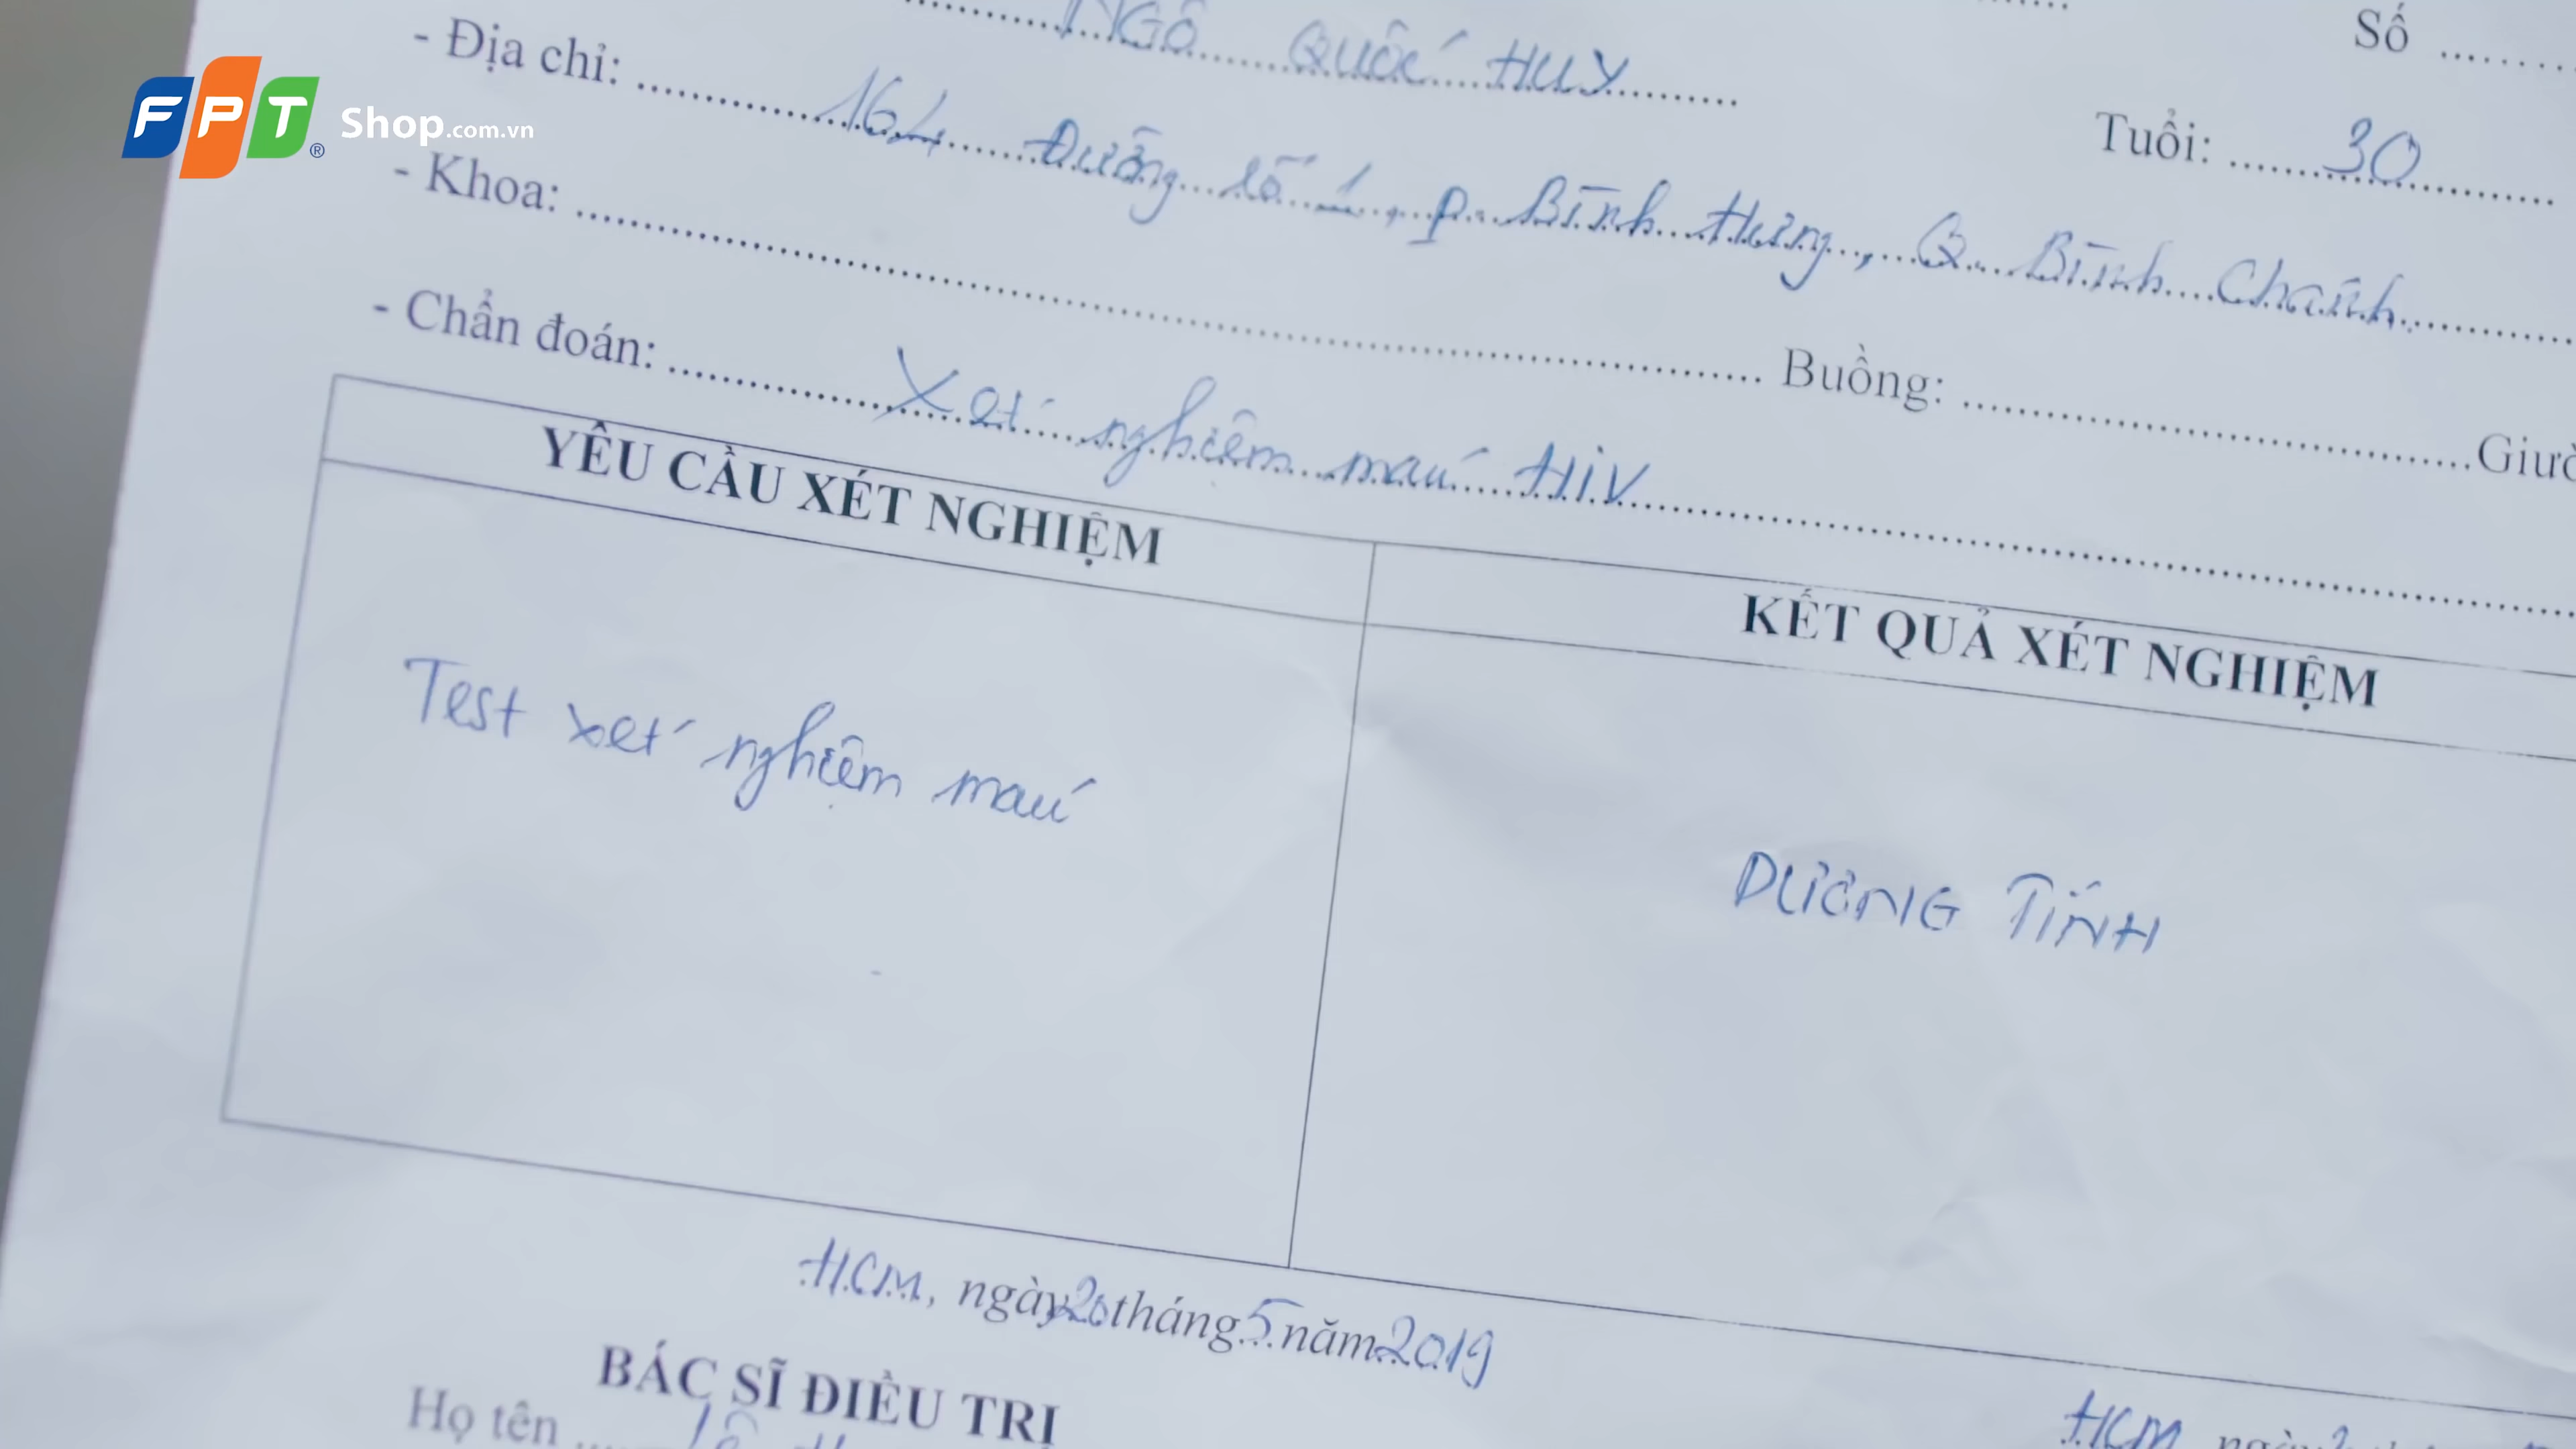 FPT® Shop.com.vn
NGÔ QUỐC HUY
Số
- Địa chỉ: 164 Đường số 1, p. Bình Hưng, Q. Bình Chánh
Tuổi: 30
- Khoa: Buồng:
- Chẩn đoán: Xét nghiệm máu HiV
YÊU CẦU XÉT NGHIỆM
KẾT QUẢ XÉT NGHIỆM
Test xét nghiệm máu
DƯƠNG TÍNH
HCM, ngày 20 tháng 5 năm 2019
BÁC SĨ ĐIỀU TRỊ
Họ tên
HCM